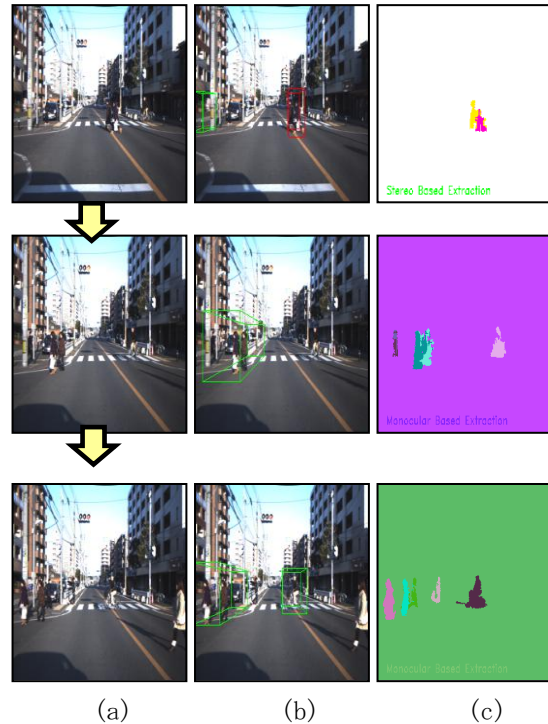 Stereo Based Extraction
Monocular Based Extraction
Monocular Based Extraction
(a) (b) (c)